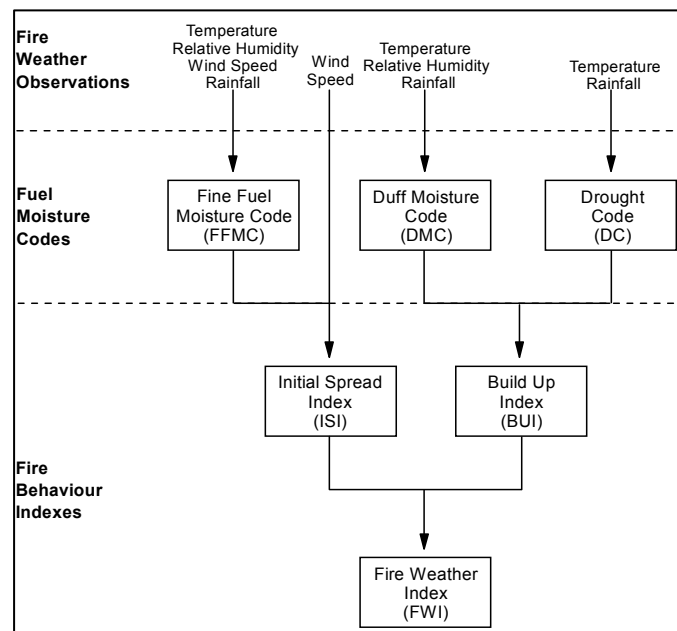 Fire
Weather
Observations
Temperature
Relative Humidity
Wind Speed
Rainfall
Wind
Speed
Temperature
Relative Humidity
Rainfall
Temperature
Rainfall
Fuel
Moisture
Codes
Fine Fuel
Moisture Code
(FFMC)
Duff Moisture
Code
(DMC)
Drought
Code
(DC)
Initial Spread
Index
(ISI)
Build Up
Index
(BUI)
Fire
Behaviour
Indexes
Fire Weather
Index
(FWI)